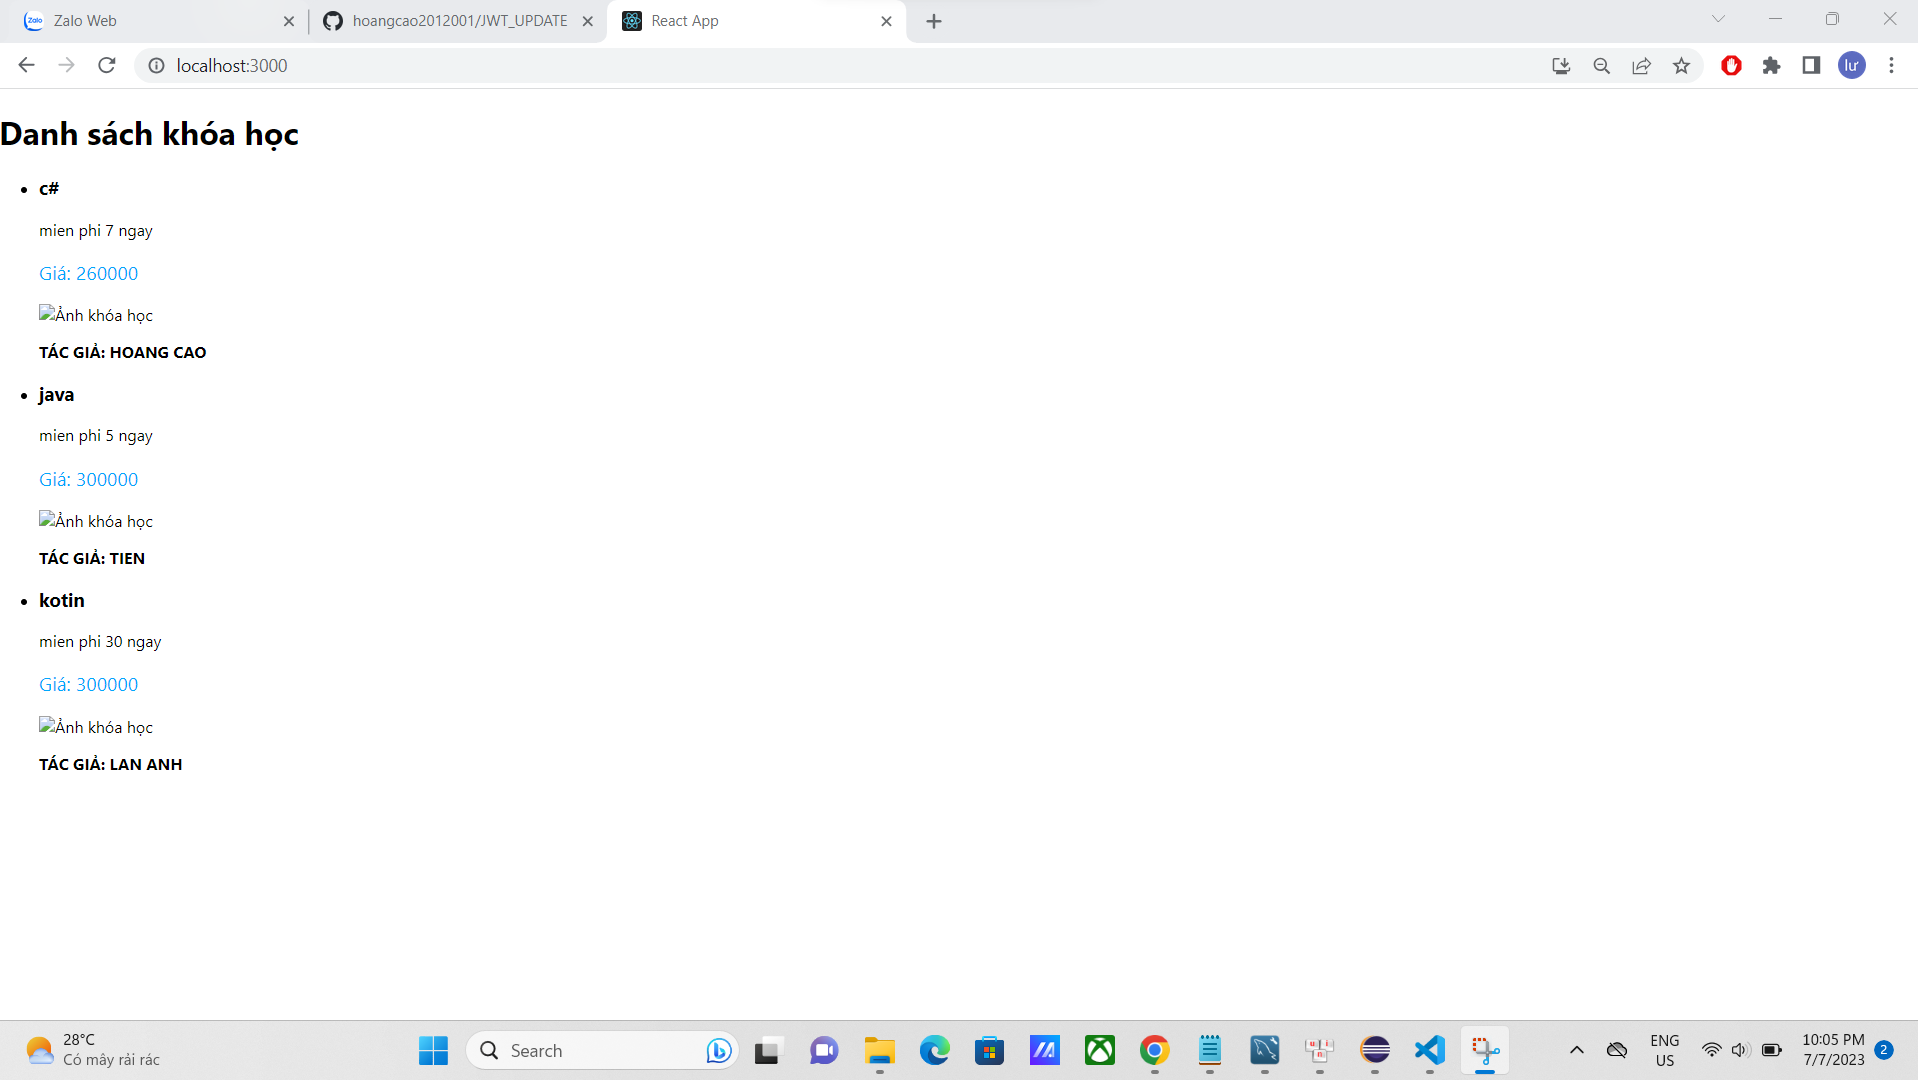 Zalo Web
hoangcao2012001/JWT_UPDATE
React App
localhost:3000
lư
Danh sách khóa học
c#
mien phi 7 ngay
Giá: 260000
Ảnh khóa học
TÁC GIẢ: HOANG CAO
java
mien phi 5 ngay
Giá: 300000
Ảnh khóa học
TÁC GIẢ: TIEN
kotin
mien phi 30 ngay
Giá: 300000
Ảnh khóa học
TÁC GIẢ: LAN ANH
28°C
Có mây rải rác
Search
ENG
US
10:05 PM
7/7/2023
2